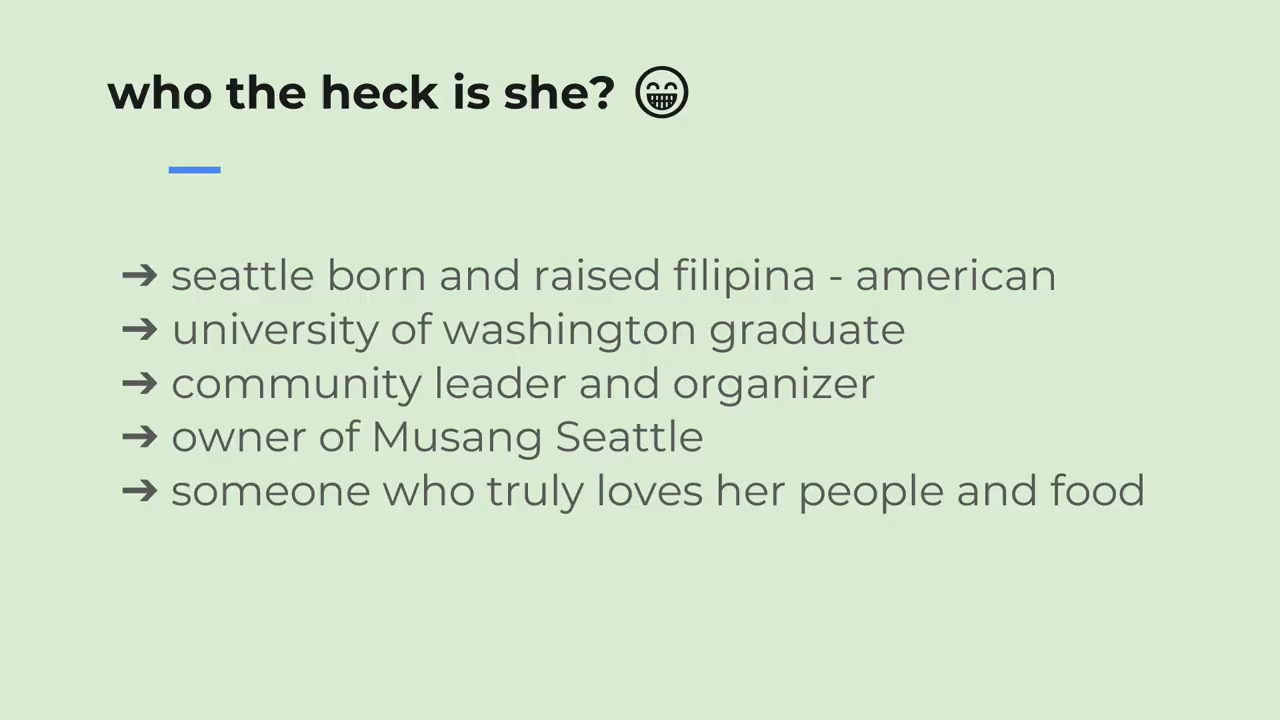 who the heck is she? 😁
➔ seattle born and raised filipina - american
➔ university of washington graduate
➔ community leader and organizer
➔ owner of Musang Seattle
➔ someone who truly loves her people and food